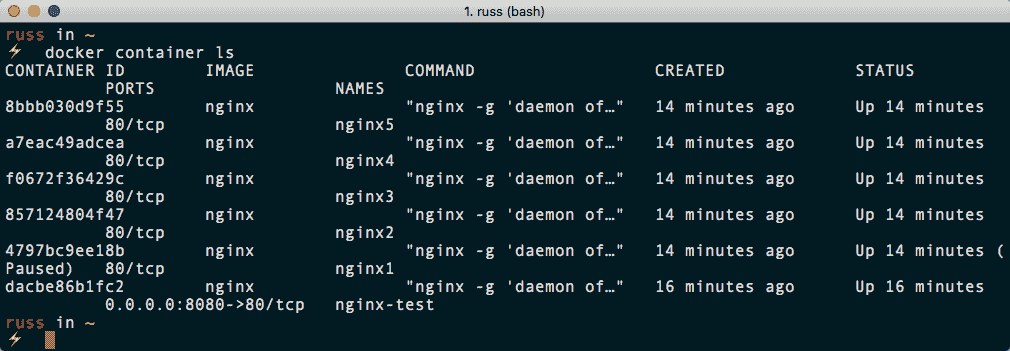 1. russ (bash)
russ in ~
⚡ docker container ls
CONTAINER ID        IMAGE               COMMAND                  CREATED             STATUS
          PORTS                  NAMES
8bbb030d9f55        nginx               "nginx -g 'daemon of…"   14 minutes ago      Up 14 minutes
          80/tcp                 nginx5
a7eac49adcea        nginx               "nginx -g 'daemon of…"   14 minutes ago      Up 14 minutes
          80/tcp                 nginx4
f0672f36429c        nginx               "nginx -g 'daemon of…"   14 minutes ago      Up 14 minutes
          80/tcp                 nginx3
857124804f47        nginx               "nginx -g 'daemon of…"   14 minutes ago      Up 14 minutes
          80/tcp                 nginx2
4797bc9ee18b        nginx               "nginx -g 'daemon of…"   14 minutes ago      Up 14 minutes (
Paused)   80/tcp                 nginx1
dacbe86b1fc2        nginx               "nginx -g 'daemon of…"   16 minutes ago      Up 16 minutes
          0.0.0.0:8080->80/tcp   nginx-test
russ in ~
⚡